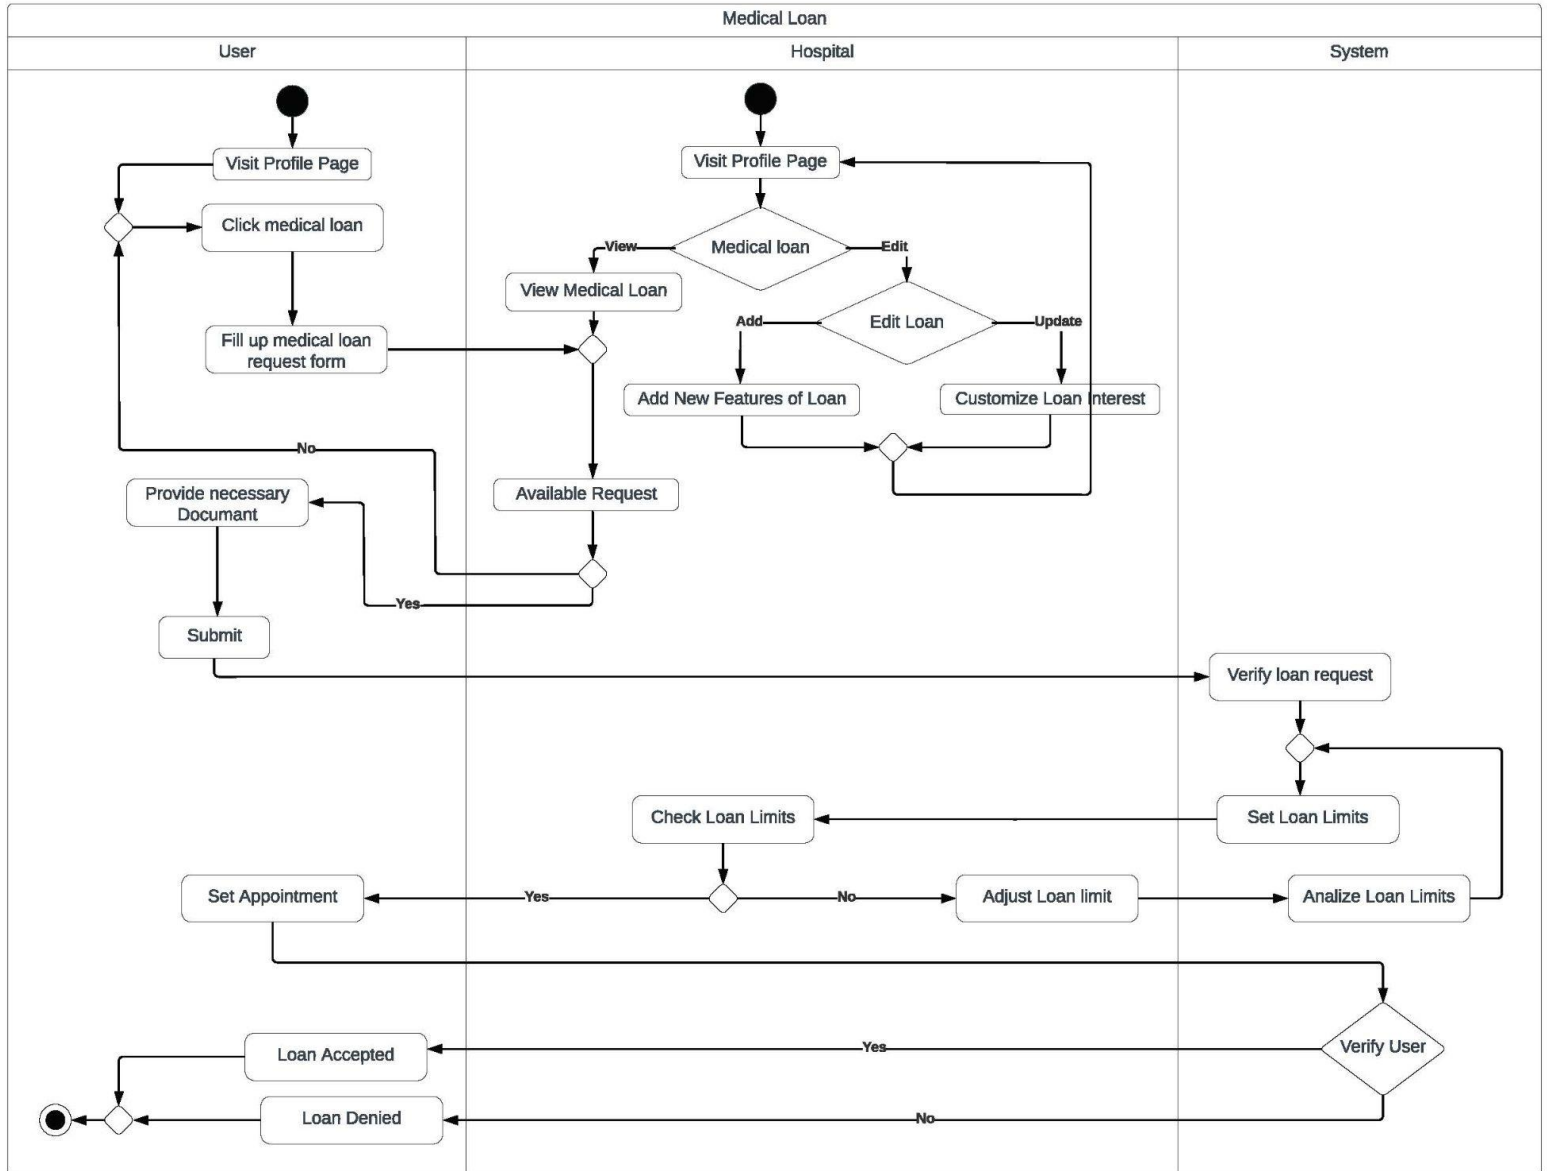 Medical Loan
User
Hospital
System
Visit Profile Page
Visit Profile Page
Click medical loan
Medical loan
View
Edit
View Medical Loan
Edit Loan
Add
Update
Fill up medical loan
request form
Add New Features of Loan
Customize Loan Interest
No
Provide necessary
Documant
Available Request
Yes
Submit
Verify loan request
Check Loan Limits
Set Loan Limits
Set Appointment
Yes
No
Adjust Loan limit
Analize Loan Limits
Loan Accepted
Yes
Verify User
Loan Denied
No